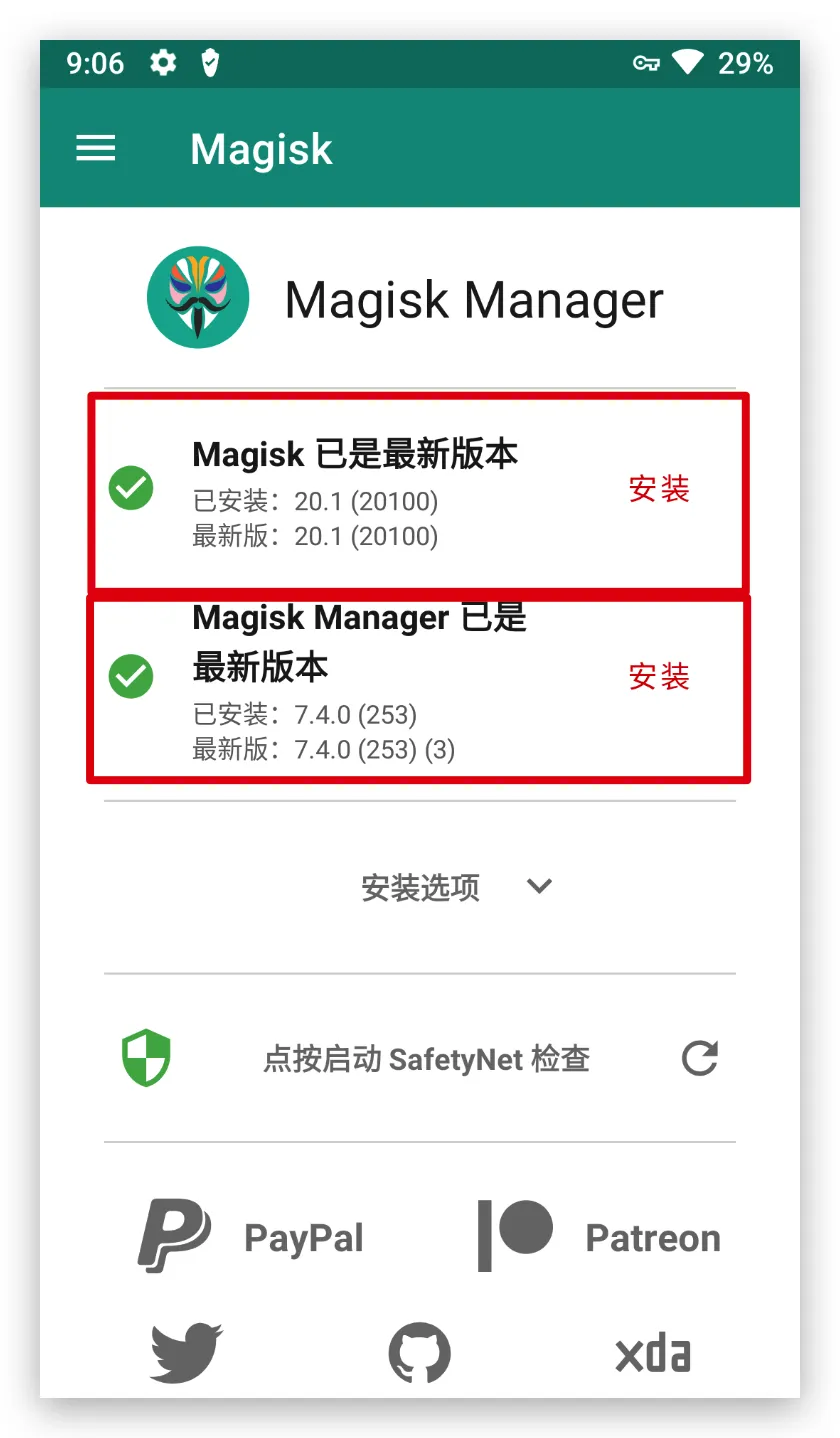 9:06 29%
Magisk
Magisk Manager
Magisk 已是最新版本
已安装：20.1 (20100)
最新版：20.1 (20100)
安装
Magisk Manager 已是
最新版本
已安装：7.4.0 (253)
最新版：7.4.0 (253) (3)
安装
安装选项
点按启动 SafetyNet 检查
PayPal
Patreon
xda